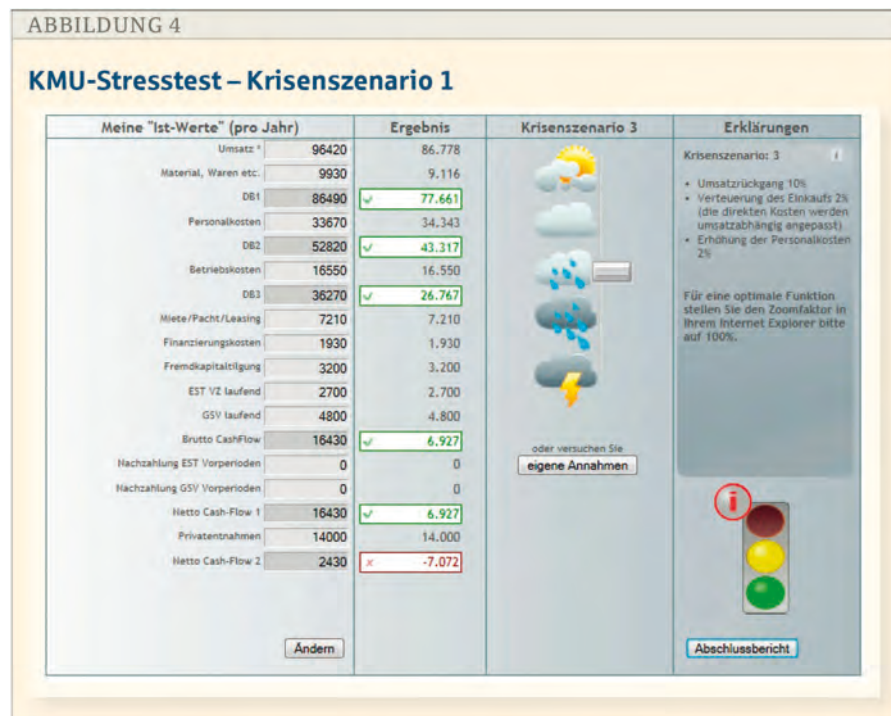 ABBILDUNG 4
KMU-Stresstest – Krisenszenario 1
Meine "Ist-Werte" (pro Jahr) Ergebnis Krisenszenario 3 Erklärungen
Umsatz * 96420 86.778
Material, Waren etc. 9930 9.116
DB1 86490 77.661
Personalkosten 33670 34.343
DB2 52820 43.317
Betriebskosten 16550 16.550
DB3 36270 26.767
Miete/Pacht/Leasing 7210 7.210
Finanzierungskosten 1930 1.930
Fremdkapitaltilgung 3200 3.200
EST VZ laufend 2700 2.700
GSV laufend 4800 4.800
Brutto CashFlow 16430 6.927
Nachzahlung EST Vorperioden 0 0
Nachzahlung GSV Vorperioden 0 0
Netto Cash-Flow 1 16430 6.927
Privatentnahmen 14000 14.000
Netto Cash-Flow 2 2430 -7.072
Ändern
oder versuchen Sie
eigene Annahmen
Krisenszenario: 3 i
• Umsatzrückgang 10%
• Verteuerung des Einkaufs 2%
(die direkten Kosten werden
umsatzabhängig angepasst)
• Erhöhung der Personalkosten
2%
Für eine optimale Funktion
stellen Sie den Zoomfaktor in
Ihrem Internet Explorer bitte
auf 100%.
i
Abschlussbericht